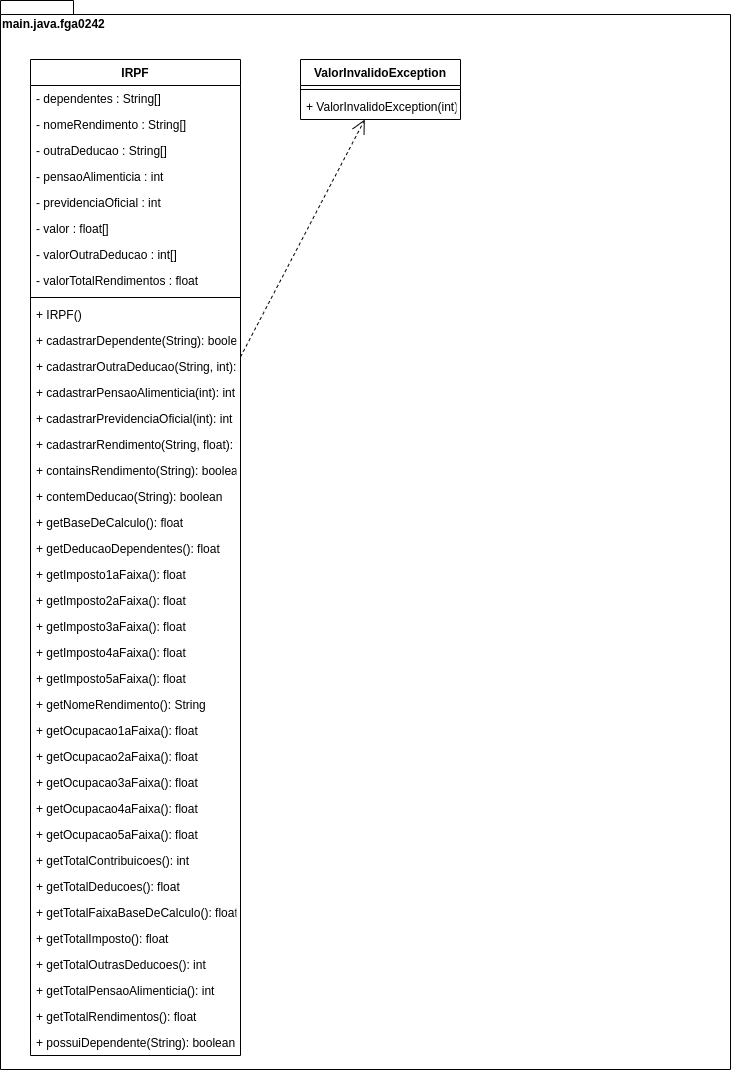 main.java.fga0242
IRPF
- dependentes : String[]
- nomeRendimento : String[]
- outraDeducao : String[]
- pensaoAlimenticia : int
- previdenciaOficial : int
- valor : float[]
- valorOutraDeducao : int[]
- valorTotalRendimentos : float
+ IRPF()
+ cadastrarDependente(String): boole
+ cadastrarOutraDeducao(String, int):
+ cadastrarPensaoAlimenticia(int): int
+ cadastrarPrevidenciaOficial(int): int
+ cadastrarRendimento(String, float):
+ containsRendimento(String): boolea
+ contemDeducao(String): boolean
+ getBaseDeCalculo(): float
+ getDeducaoDependentes(): float
+ getImposto1aFaixa(): float
+ getImposto2aFaixa(): float
+ getImposto3aFaixa(): float
+ getImposto4aFaixa(): float
+ getImposto5aFaixa(): float
+ getNomeRendimento(): String
+ getOcupacao1aFaixa(): float
+ getOcupacao2aFaixa(): float
+ getOcupacao3aFaixa(): float
+ getOcupacao4aFaixa(): float
+ getOcupacao5aFaixa(): float
+ getTotalContribuicoes(): int
+ getTotalDeducoes(): float
+ getTotalFaixaBaseDeCalculo(): float
+ getTotalImposto(): float
+ getTotalOutrasDeducoes(): int
+ getTotalPensaoAlimenticia(): int
+ getTotalRendimentos(): float
+ possuiDependente(String): boolean
ValorInvalidoException
+ ValorInvalidoException(int)